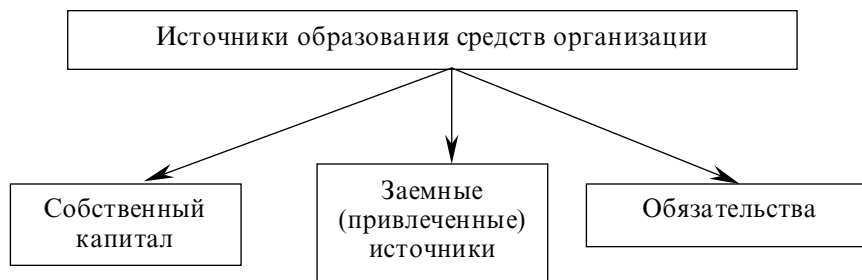 Источники образования средств организации
Собственный
капитал
Заемные
(привлеченные)
источники
Обязательства